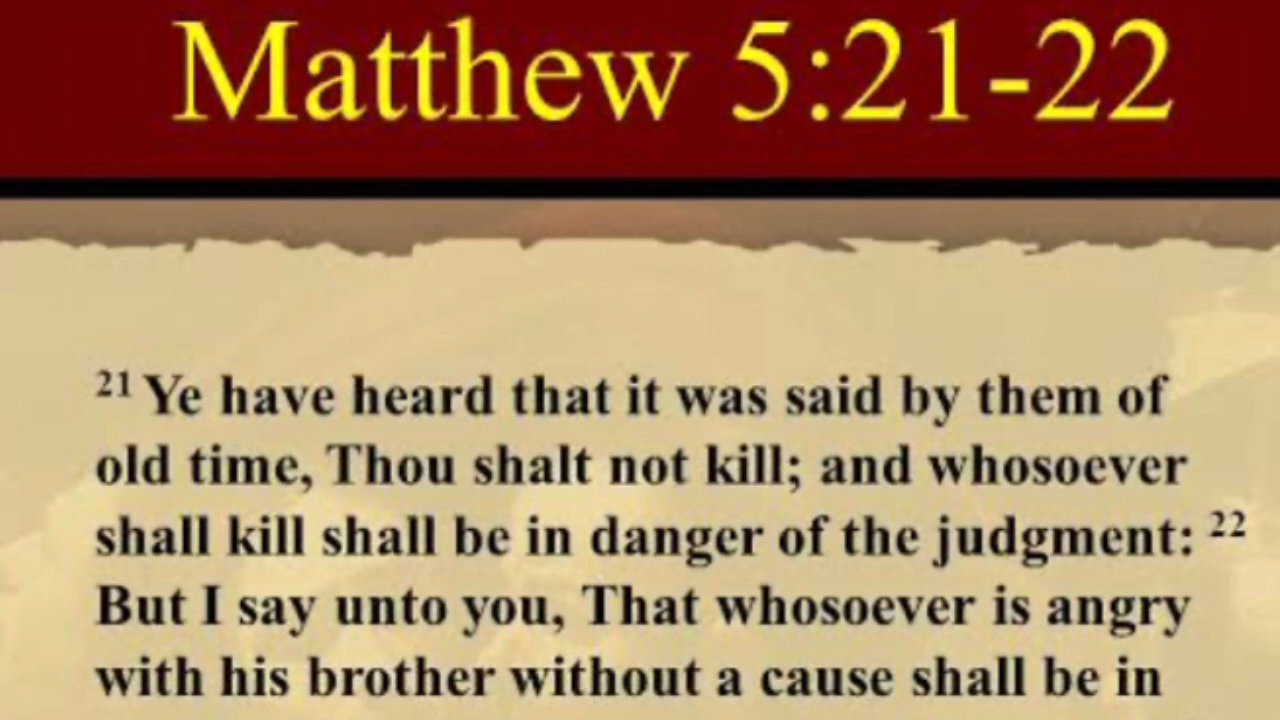 Matthew 5:21-22
21 Ye have heard that it was said by them of
old time, Thou shalt not kill; and whosoever
shall kill shall be in danger of the judgment: 22
But I say unto you, That whosoever is angry
with his brother without a cause shall be in